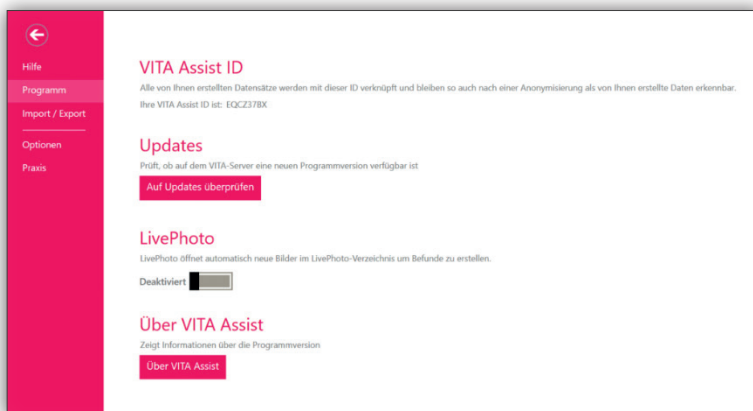 Hilfe
Programm
Import / Export
Optionen
Praxis
VITA Assist ID
Alle von Ihnen erstellten Datensätze werden mit dieser ID verknüpft und bleiben so auch nach einer Anonymisierung als von Ihnen erstellte Daten erkennbar.
Ihre VITA Assist ID ist: EQCZ37BX
Updates
Prüft, ob auf dem VITA-Server eine neuen Programmversion verfügbar ist
Auf Updates überprüfen
LivePhoto
LivePhoto öffnet automatisch neue Bilder im LivePhoto-Verzeichnis um Befunde zu erstellen.
Deaktiviert
Über VITA Assist
Zeigt Informationen über die Programmversion
Über VITA Assist